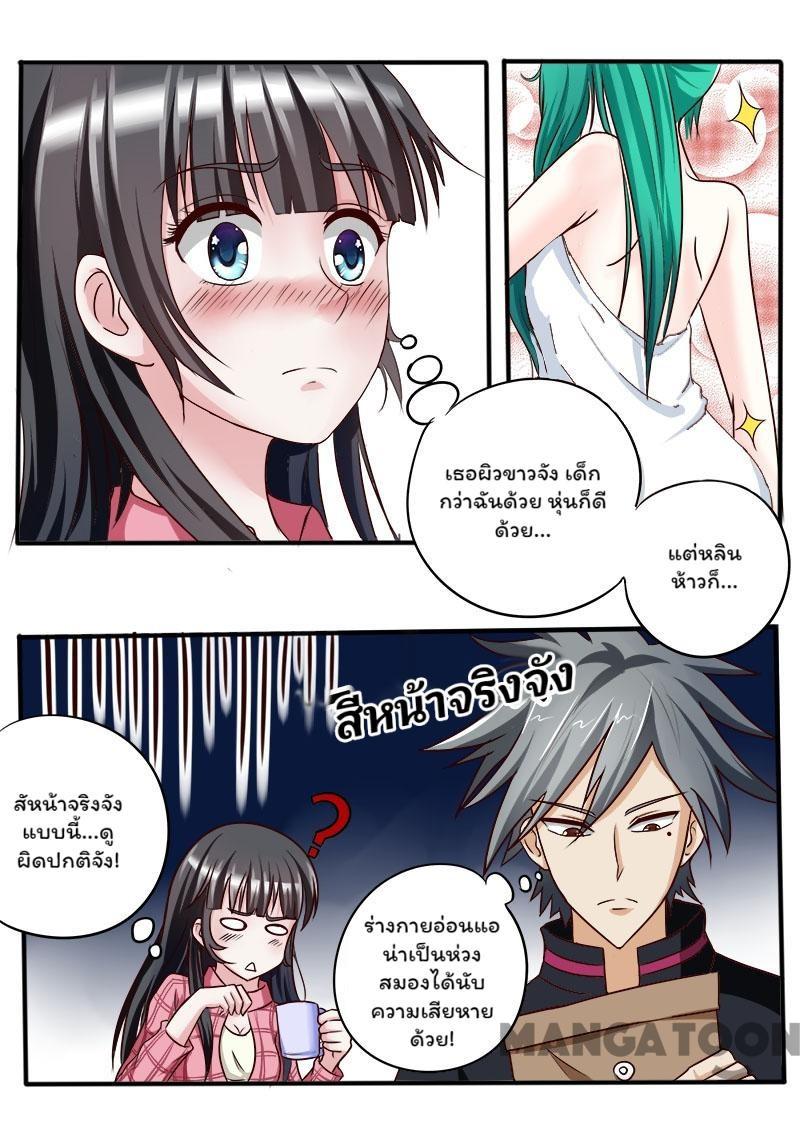 เธอผิวขาวจัง เด็ก
กว่าฉันด้วย หุ่นก็ดี
ด้วย...
แต่หลิน
ห้าวก็...
สีหน้าจริงจัง
สัหน้าจริงจัง
แบบนี้...ดู
ผิดปกติจัง!
?
ร่างกายอ่อนแอ
น่าเป็นห่วง
สมองได้นับ
ความเสียหาย
ด้วย!
MANGATOON